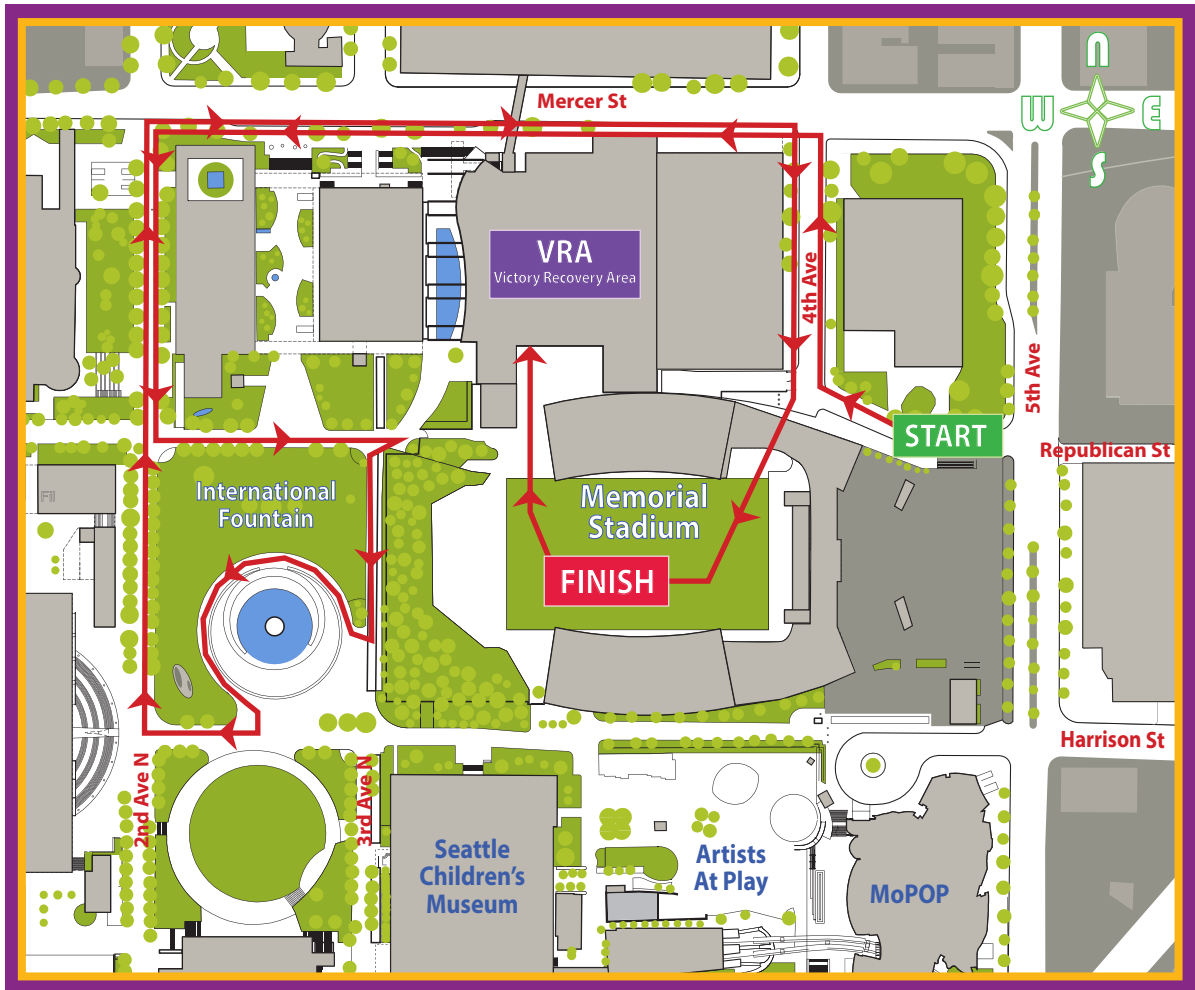 Mercer St
N
W
E
S
VRA
Victory Recovery Area
4th Ave
5th Ave
START
Republican St
International
Fountain
Memorial
Stadium
FINISH
Harrison St
2nd Ave N
3rd Ave N
Seattle
Children's
Museum
Artists
At Play
MoPOP